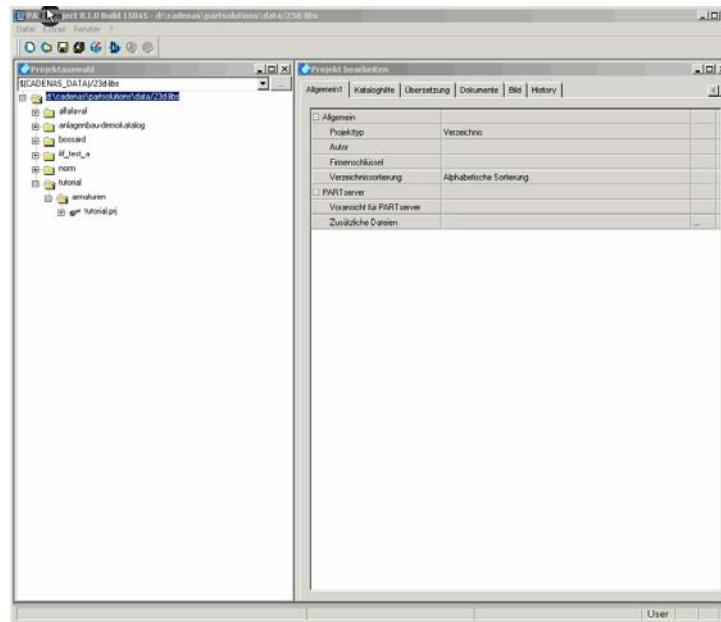 PARTproject 8.1.0 Build 15045 - d:\cadenas\partsolutions\data/23d-libs
Datei Extras Fenster ?
Projektauswahl
$(CADENAS_DATA)/23d-libs
...
d:\cadenas\partsolutions\data/23d-libs
alfalaval
anlagenbau-demokatalog
bossard
iif_test_a
norm
tutorial
armaturen
tutorial.prj
Projekt bearbeiten
Allgemein1 Kataloghilfe Übersetzung Dokumente Bild History
Allgemein
Projekttyp Verzeichnis
Autor
Firmenschlüssel
Verzeichnissortierung Alphabetische Sortierung
PARTserver
Voransicht für PARTserver
Zusätzliche Dateien ...
User